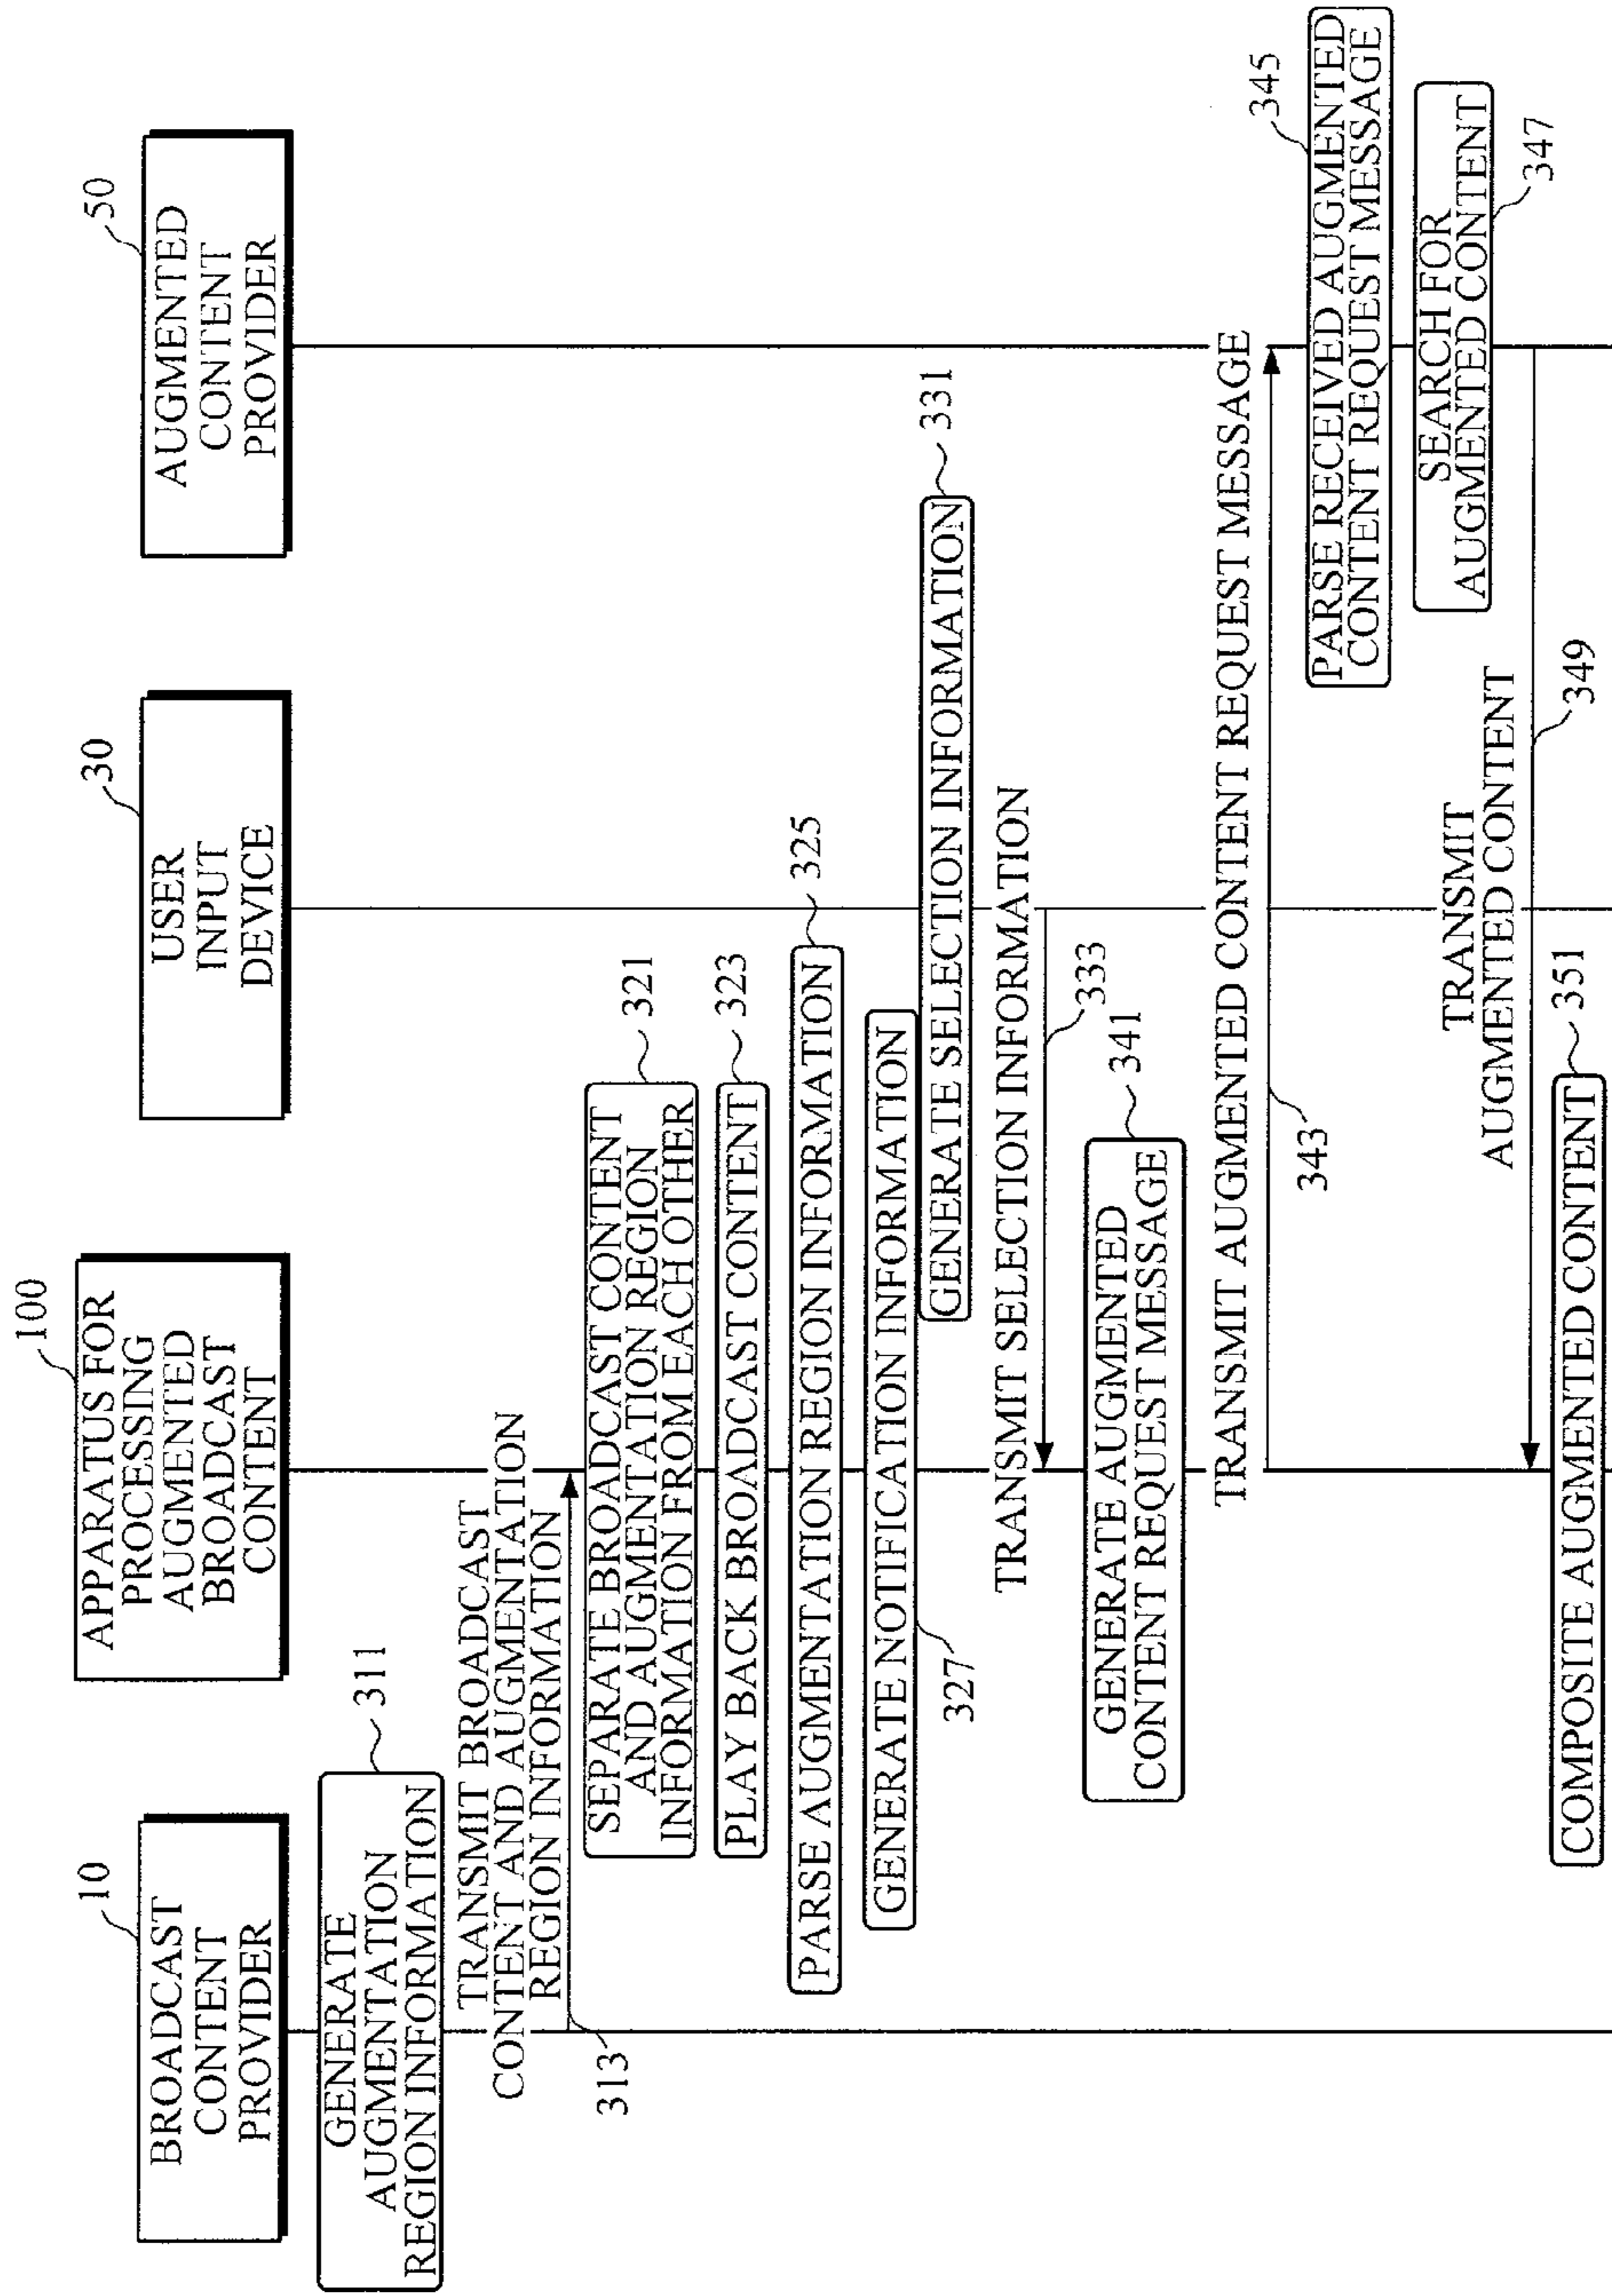 10
BROADCAST
CONTENT
PROVIDER
100
APPARATUS FOR
PROCESSING
AUGMENTED
BROADCAST
CONTENT
30
USER
INPUT
DEVICE
50
AUGMENTED
CONTENT
PROVIDER
311
GENERATE
AUGMENTATION
REGION INFORMATION
TRANSMIT BROADCAST
CONTENT AND AUGMENTATION
REGION INFORMATION
313
SEPARATE BROADCAST CONTENT
AND AUGMENTATION REGION
INFORMATION FROM EACH OTHER
321
PLAY BACK BROADCAST CONTENT
323
PARSE AUGMENTATION REGION INFORMATION
325
GENERATE NOTIFICATION INFORMATION
327
GENERATE SELECTION INFORMATION
331
TRANSMIT SELECTION INFORMATION
333
GENERATE AUGMENTED
CONTENT REQUEST MESSAGE
341
TRANSMIT AUGMENTED CONTENT REQUEST MESSAGE
343
345
PARSE RECEIVED AUGMENTED
CONTENT REQUEST MESSAGE
SEARCH FOR
AUGMENTED CONTENT
347
TRANSMIT
AUGMENTED CONTENT
349
COMPOSITE AUGMENTED CONTENT
351